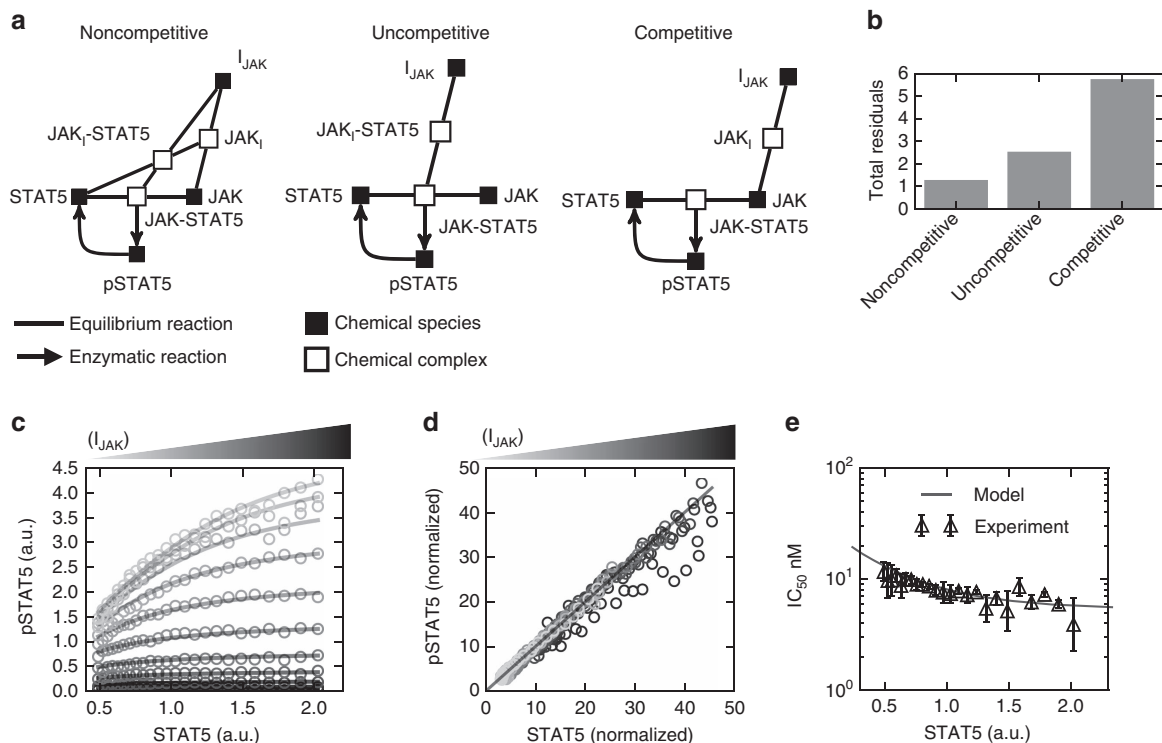 a
Noncompetitive
Uncompetitive
Competitive
I_JAK
JAK_I-STAT5
JAK_I
STAT5
JAK
JAK-STAT5
pSTAT5
I_JAK
JAK_I-STAT5
STAT5
JAK
JAK-STAT5
pSTAT5
I_JAK
JAK_I
STAT5
JAK
JAK-STAT5
pSTAT5
Equilibrium reaction
Enzymatic reaction
Chemical species
Chemical complex
b
Total residuals
6
5
4
3
2
1
0
Noncompetitive
Uncompetitive
Competitive
c
(I_JAK)
pSTAT5 (a.u.)
4.5
4.0
3.5
3.0
2.5
2.0
1.5
1.0
0.5
0.0
0.5 1.0 1.5 2.0
STAT5 (a.u.)
d
(I_JAK)
pSTAT5 (normalized)
50
40
30
20
10
0
0 10 20 30 40 50
STAT5 (normalized)
e
IC_50 nM
10^2
10^1
10^0
Model
Experiment
0.5 1.0 1.5 2.0
STAT5 (a.u.)